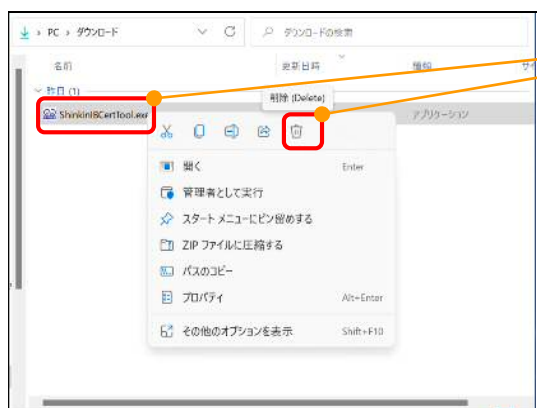 PC › ダウンロード
ダウンロードの検索
名前
更新日時
種類
サイ
昨日 (1)
削除 (Delete)
ShinkinIBCertTool.exe
アプリケーション
開く Enter
管理者として実行
スタート メニューにピン留めする
ZIP ファイルに圧縮する
パスのコピー
プロパティ Alt+Enter
その他のオプションを表示 Shift+F10